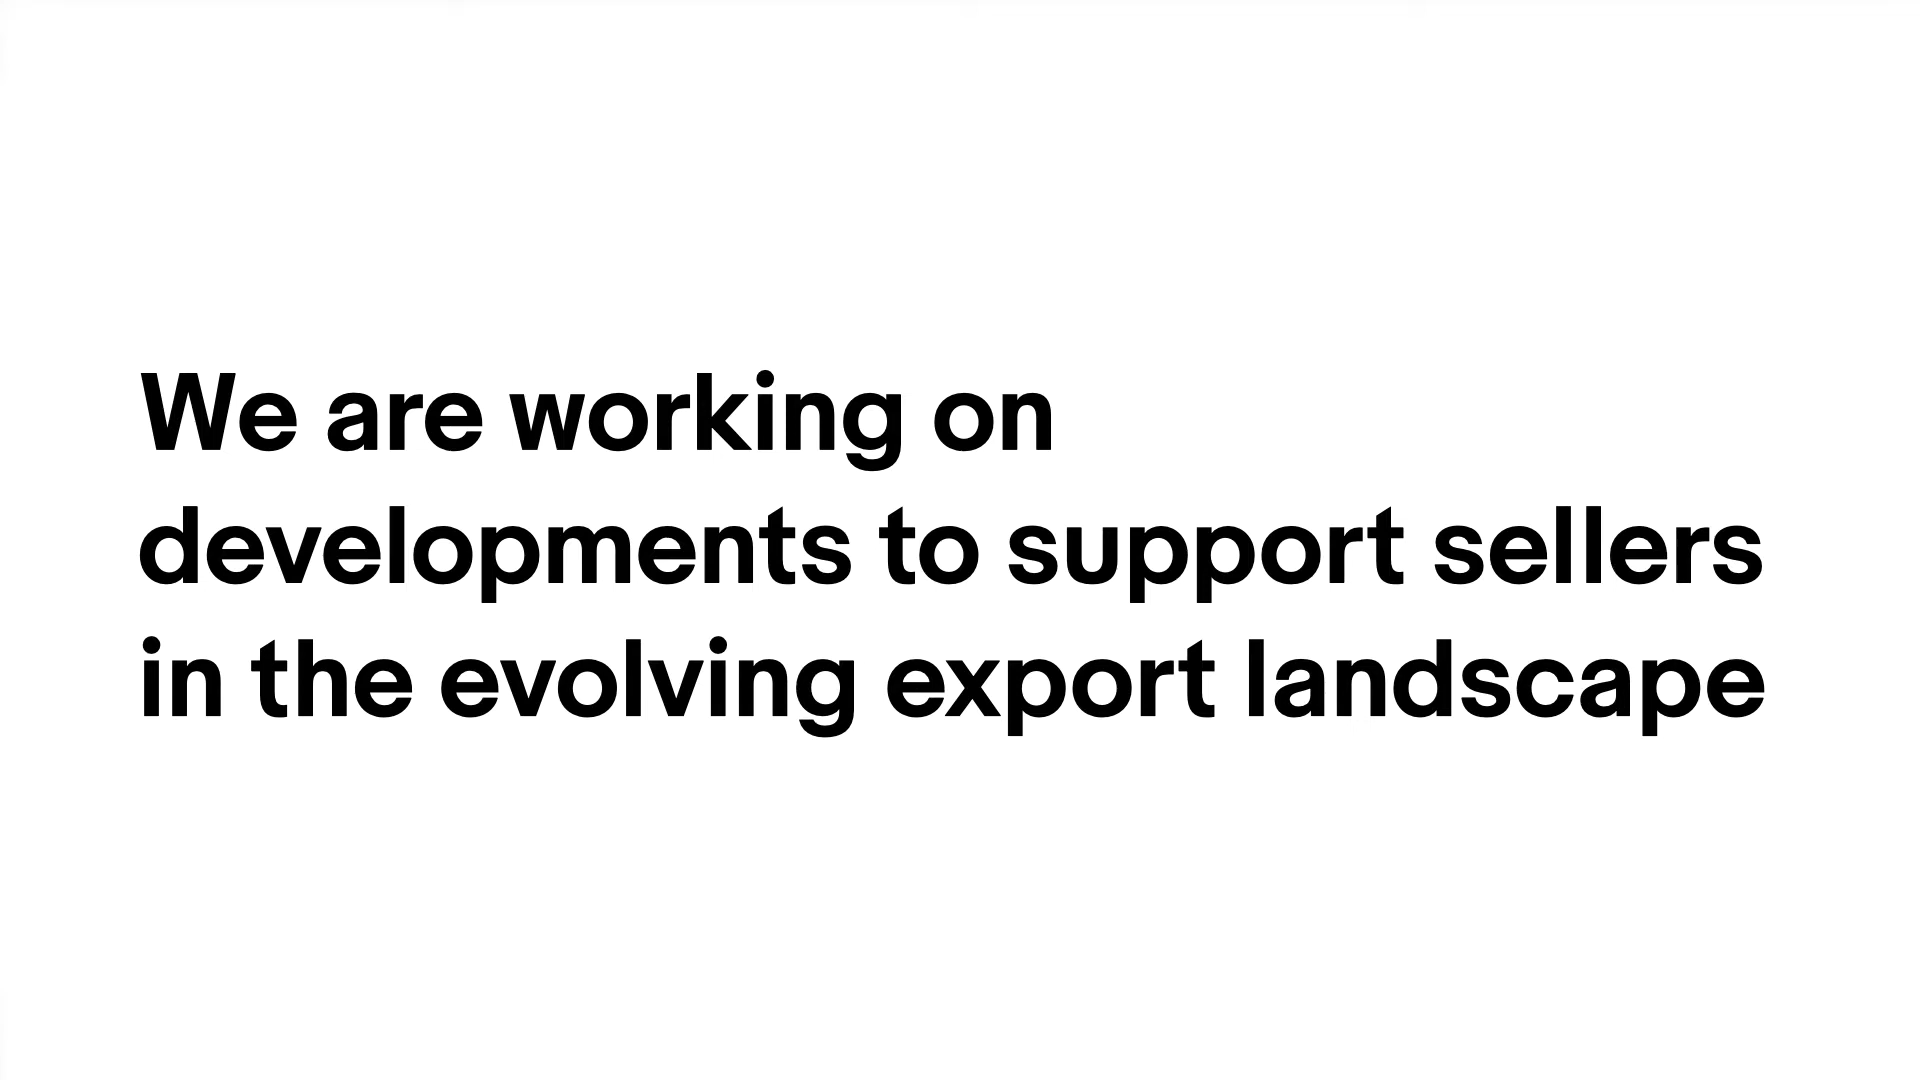 We are working on
developments to support sellers
in the evolving export landscape